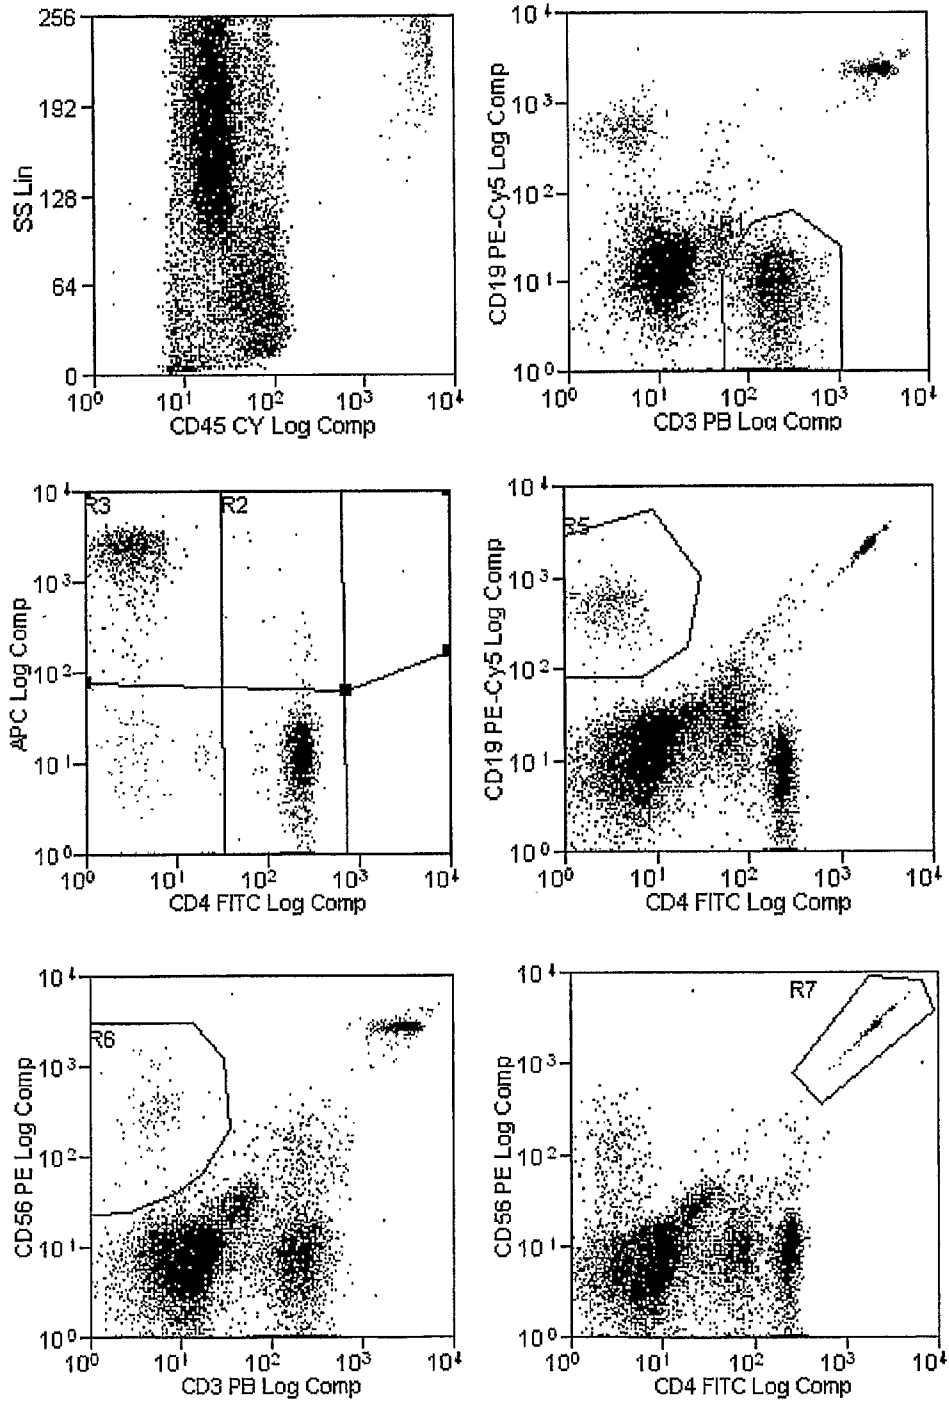 256
192
128
64
0
SS Lin
10⁰ 10¹ 10² 10³ 10⁴
CD45 CY Log Comp
10⁴
10³
10²
10¹
10⁰
CD19 PE-Cy5 Log Comp
R1
10⁰ 10¹ 10² 10³ 10⁴
CD3 PB Log Comp
10⁴
10³
10²
10¹
10⁰
APC Log Comp
R3 R2
10⁰ 10¹ 10² 10³ 10⁴
CD4 FITC Log Comp
10⁴
10³
10²
10¹
10⁰
CD19 PE-Cy5 Log Comp
R5
10⁰ 10¹ 10² 10³ 10⁴
CD4 FITC Log Comp
10⁴
10³
10²
10¹
10⁰
CD56 PE Log Comp
R6
10⁰ 10¹ 10² 10³ 10⁴
CD3 PB Log Comp
10⁴
10³
10²
10¹
10⁰
CD56 PE Log Comp
R7
10⁰ 10¹ 10² 10³ 10⁴
CD4 FITC Log Comp